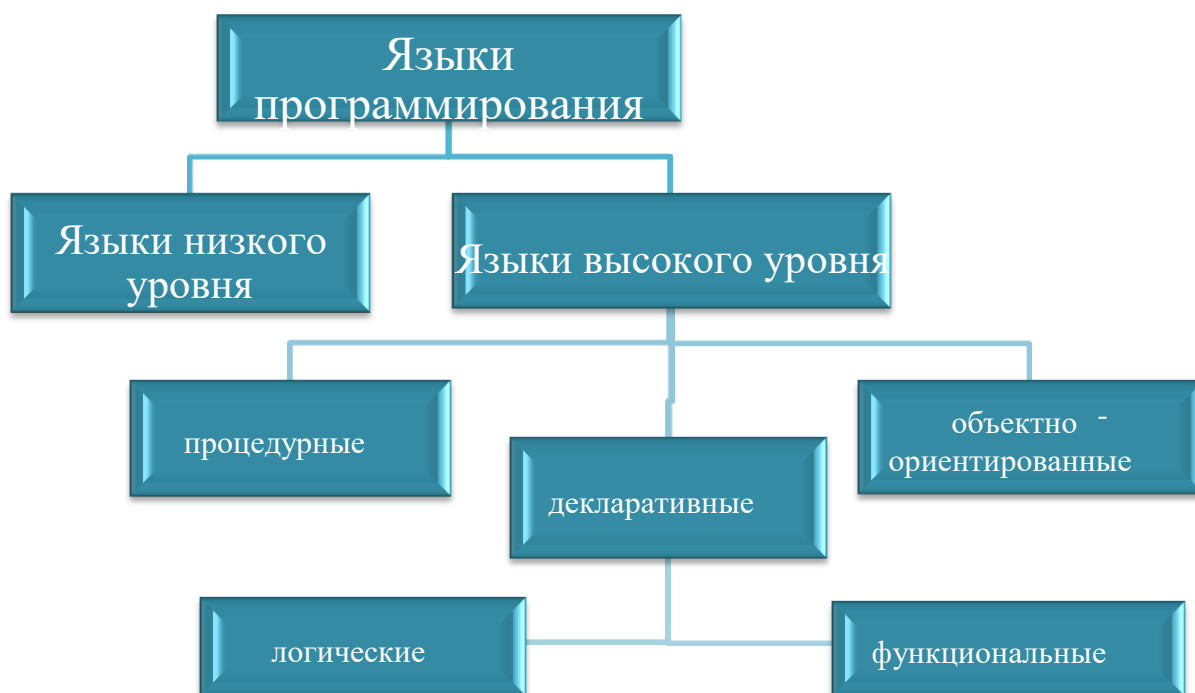 Языки
программирования
Языки низкого
уровня
Языки высокого уровня
процедурные
объектно -
ориентированные
декларативные
логические
функциональные